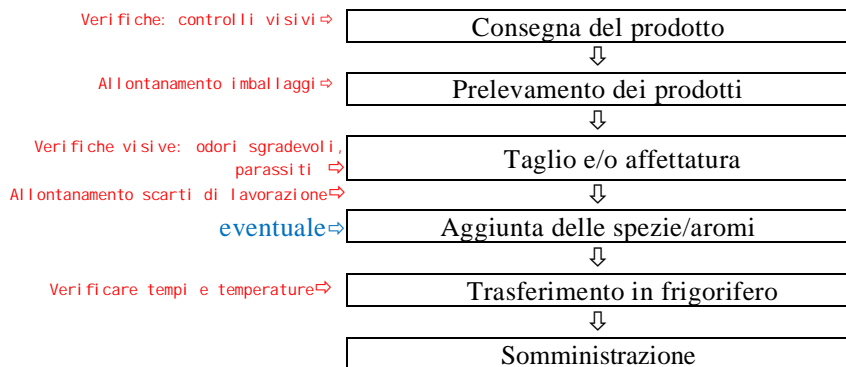 Verifiche: controlli visivi⇨ Consegna del prodotto
⇩
Allontanamento imballaggi⇨ Prelevamento dei prodotti
⇩
Verifiche visive: odori sgradevoli,
parassiti ⇨ Taglio e/o affettatura
Allontanamento scarti di lavorazione⇨ ⇩
eventuale⇨ Aggiunta delle spezie/aromi
⇩
Verificare tempi e temperature⇨ Trasferimento in frigorifero
⇩
Somministrazione